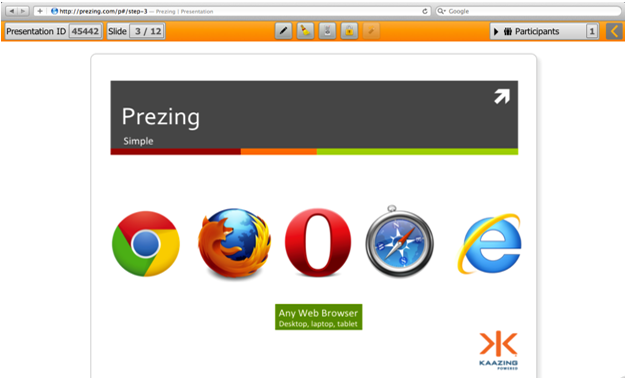 http://prezing.com/p#/step-3 — Prezing | Presentation
Google
Presentation ID 45442 Slide 3 / 12
Participants 1
Prezing
Simple
Any Web Browser
Desktop, laptop, tablet
KAAZING
POWERED